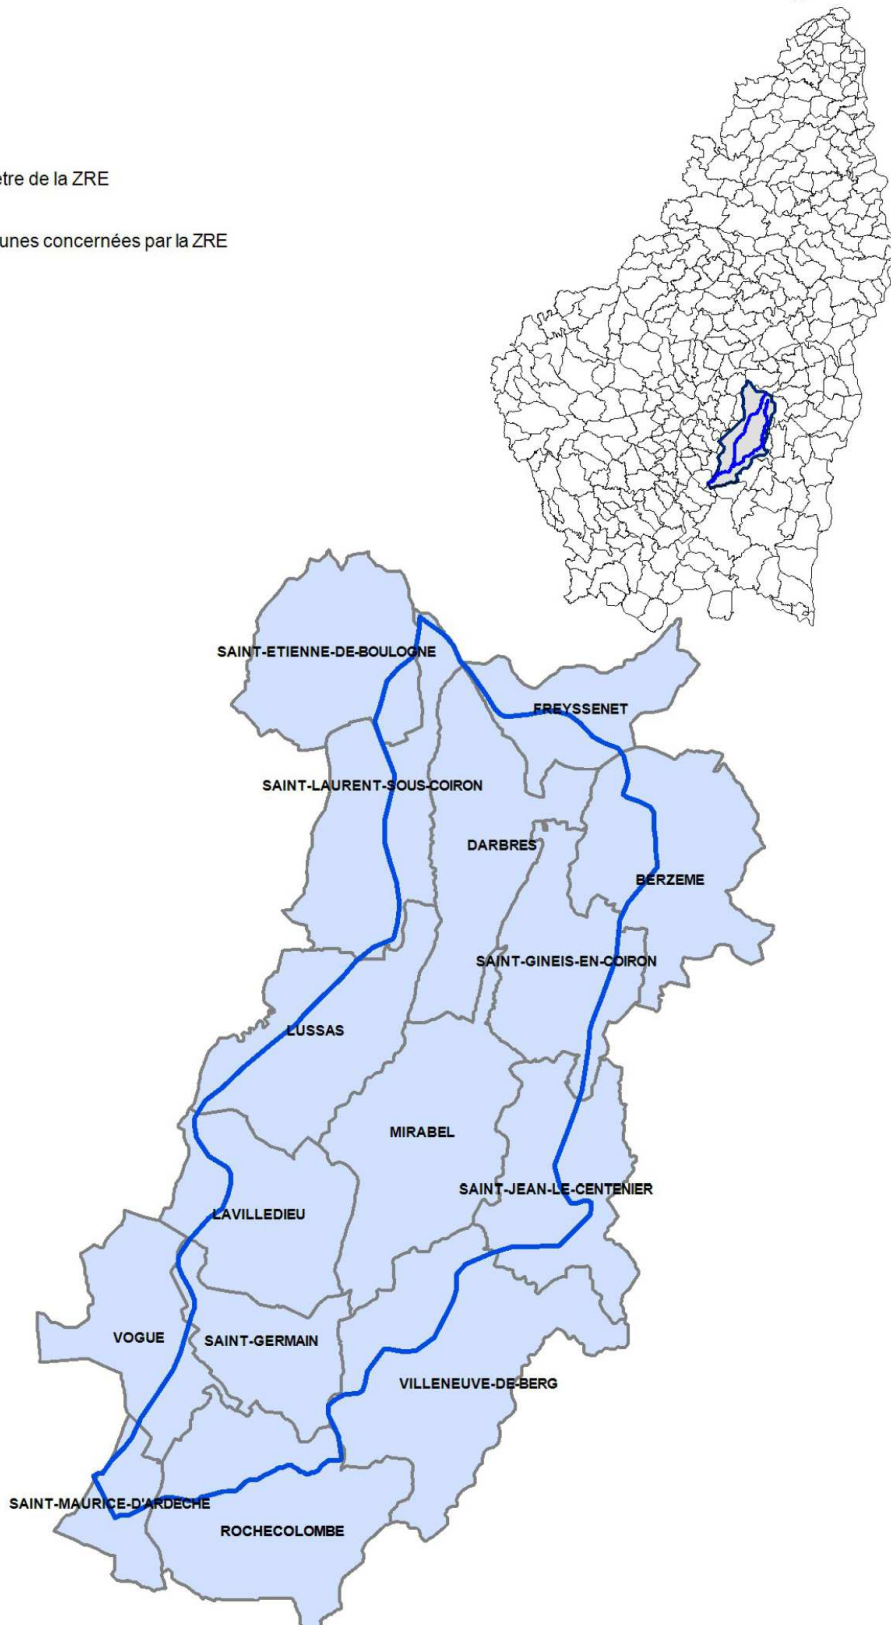 tre de la ZRE
unes concernées par la ZRE
SAINT-ETIENNE-DE-BOULOGNE
FREYSSENET
SAINT-LAURENT-SOUS-COIRON
DARBRES
BERZEME
SAINT-GINEIS-EN-COIRON
LUSSAS
MIRABEL
SAINT-JEAN-LE-CENTENIER
LAVILLEDIEU
VOGUE
SAINT-GERMAIN
VILLENEUVE-DE-BERG
SAINT-MAURICE-D'ARDECHE
ROCHECOLOMBE